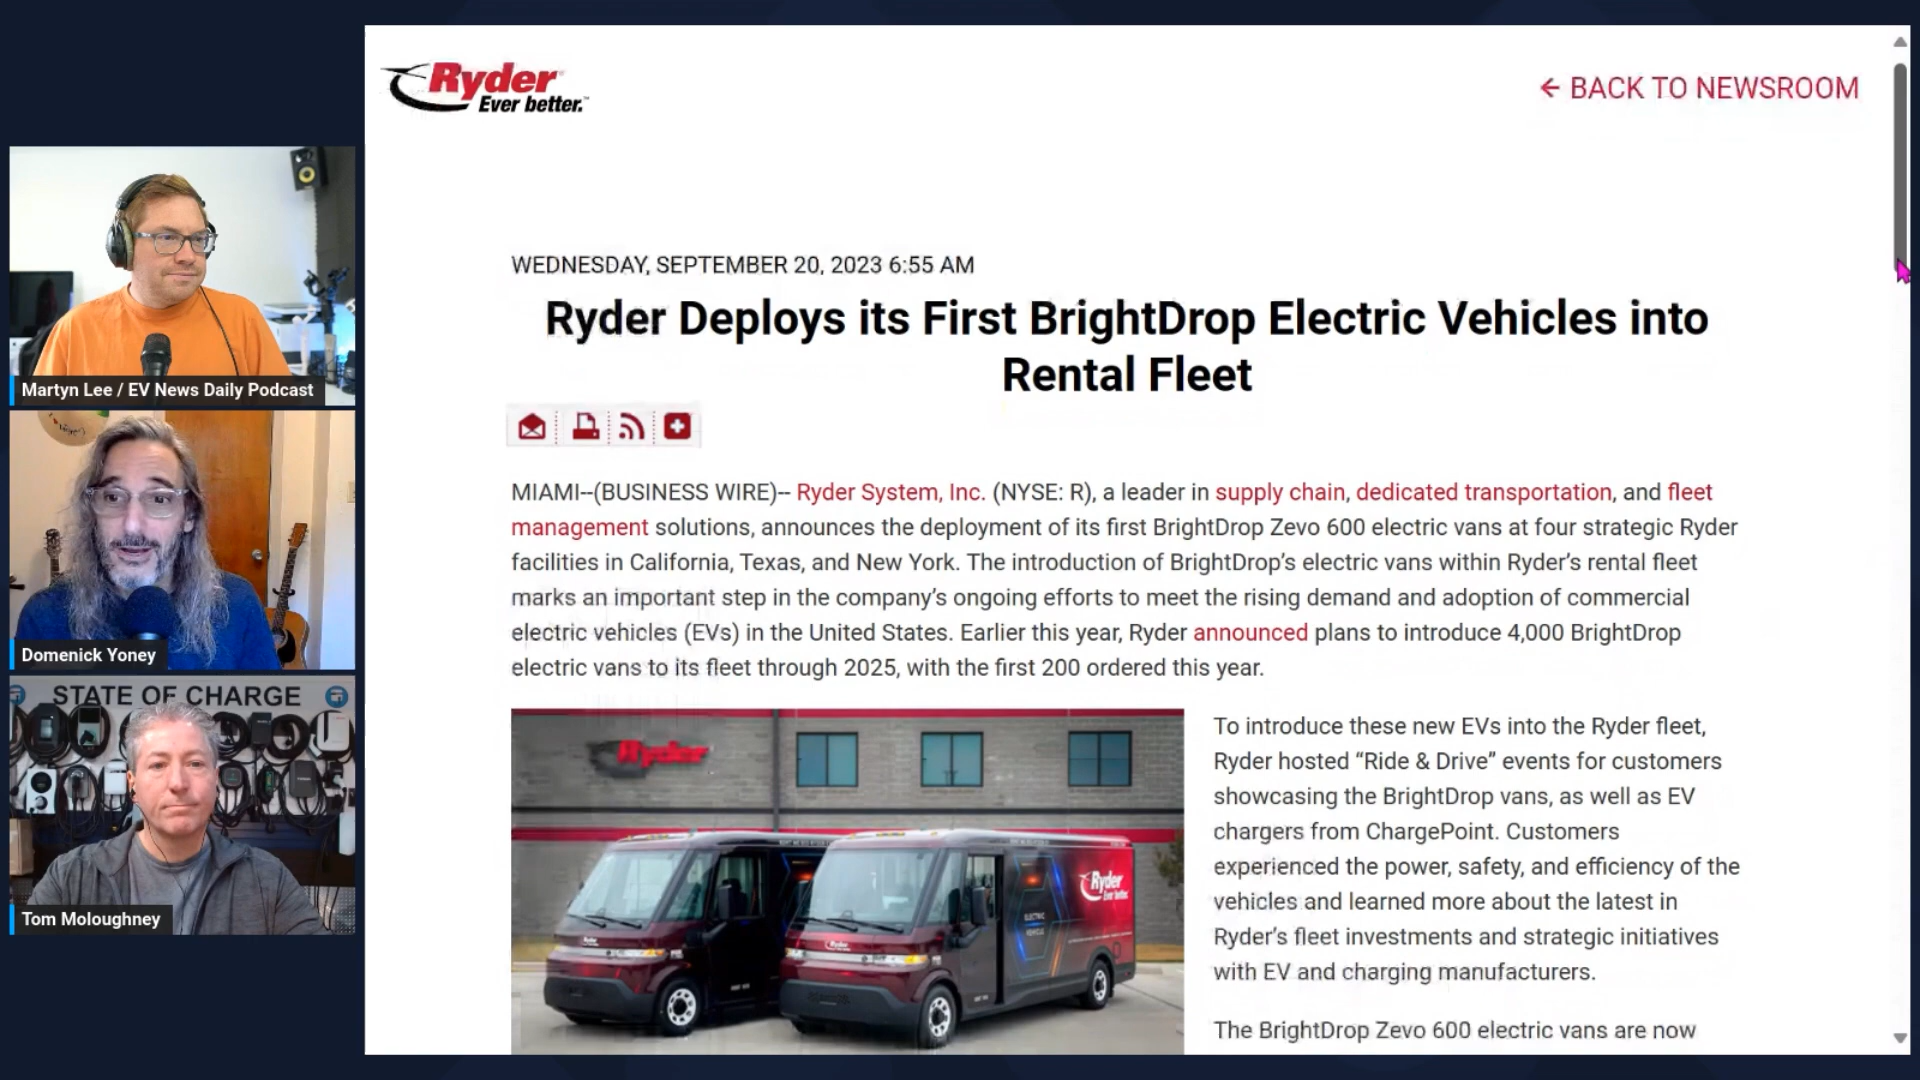 Ryder
Ever better.™
← BACK TO NEWSROOM
WEDNESDAY, SEPTEMBER 20, 2023 6:55 AM
Ryder Deploys its First BrightDrop Electric Vehicles into
Rental Fleet
MIAMI--(BUSINESS WIRE)-- Ryder System, Inc. (NYSE: R), a leader in supply chain, dedicated transportation, and fleet
management solutions, announces the deployment of its first BrightDrop Zevo 600 electric vans at four strategic Ryder
facilities in California, Texas, and New York. The introduction of BrightDrop’s electric vans within Ryder’s rental fleet
marks an important step in the company’s ongoing efforts to meet the rising demand and adoption of commercial
electric vehicles (EVs) in the United States. Earlier this year, Ryder announced plans to introduce 4,000 BrightDrop
electric vans to its fleet through 2025, with the first 200 ordered this year.
Ryder
Ryder
Ever better.
ELECTRIC
VEHICLE
Ryder
Ryder
To introduce these new EVs into the Ryder fleet,
Ryder hosted “Ride & Drive” events for customers
showcasing the BrightDrop vans, as well as EV
chargers from ChargePoint. Customers
experienced the power, safety, and efficiency of the
vehicles and learned more about the latest in
Ryder’s fleet investments and strategic initiatives
with EV and charging manufacturers.
The BrightDrop Zevo 600 electric vans are now
Martyn Lee / EV News Daily Podcast
Domenick Yoney
STATE OF CHARGE
Tom Moloughney